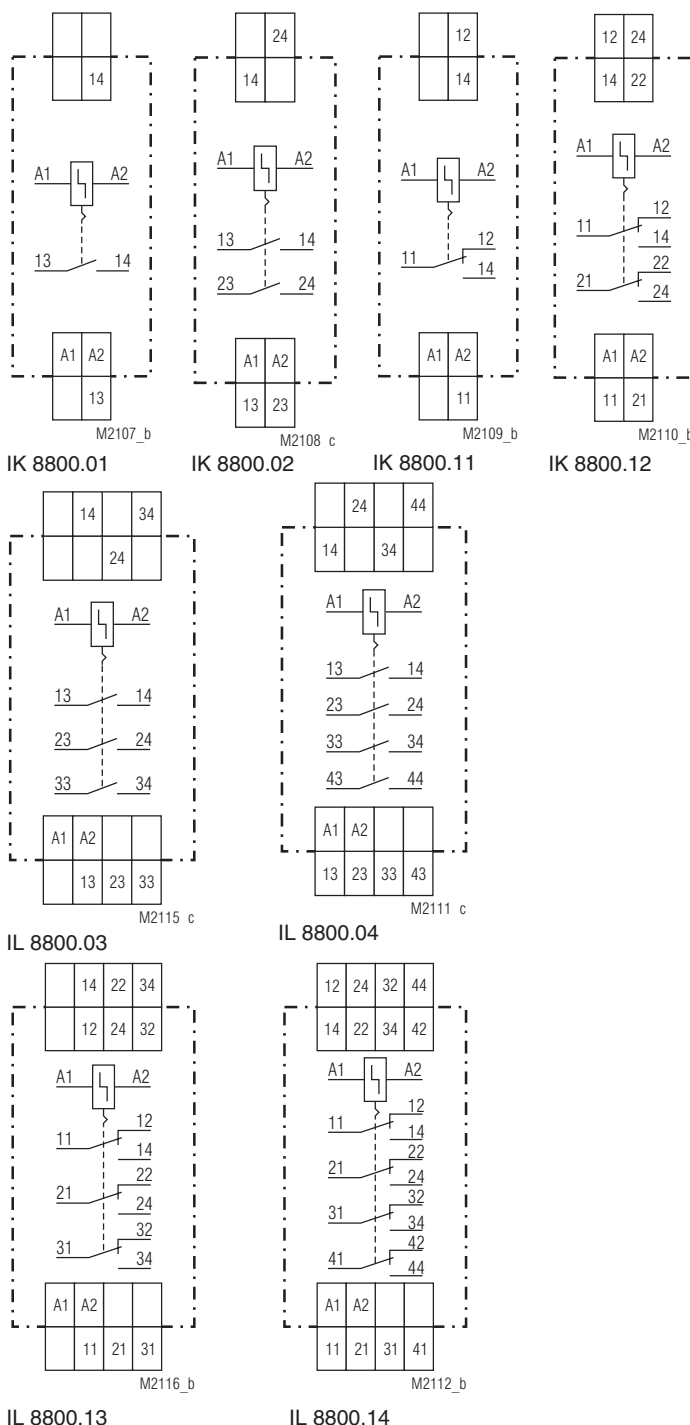 14
A1 A2
13 14
A1 A2
13
M2107_b
IK 8800.01
24
14
A1 A2
13 14
23 24
A1 A2
13 23
M2108_c
IK 8800.02
12
14
A1 A2
12
11 14
A1 A2
11
M2109_b
IK 8800.11
12 24
14 22
A1 A2
12
11 14
22
21 24
A1 A2
11 21
M2110_b
IK 8800.12
14 34
24
A1 A2
13 14
23 24
33 34
A1 A2
13 23 33
M2115_c
IL 8800.03
24 44
14 34
A1 A2
13 14
23 24
33 34
43 44
A1 A2
13 23 33 43
M2111_c
IL 8800.04
14 22 34
12 24 32
A1 A2
12
11 14
22
21 24
32
31 34
A1 A2
11 21 31
M2116_b
IL 8800.13
12 24 32 44
14 22 34 42
A1 A2
12
11 14
22
21 24
32
31 34
42
41 44
A1 A2
11 21 31 41
M2112_b
IL 8800.14